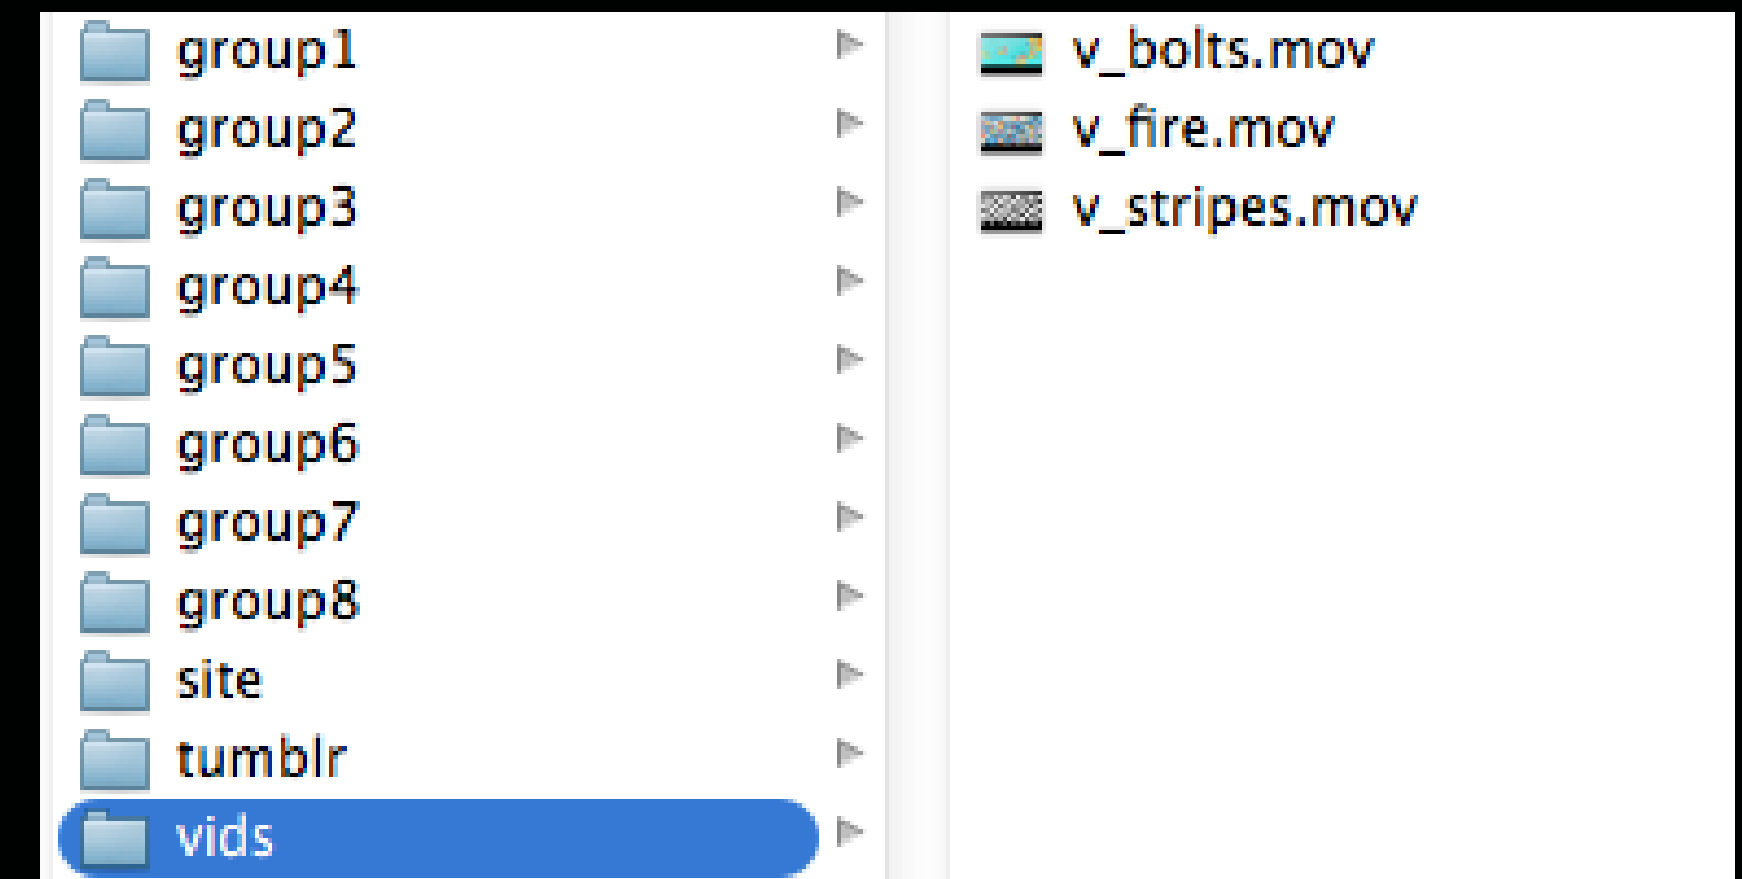 group1
group2
group3
group4
group5
group6
group7
group8
site
tumblr
vids
v_bolts.mov
v_fire.mov
v_stripes.mov